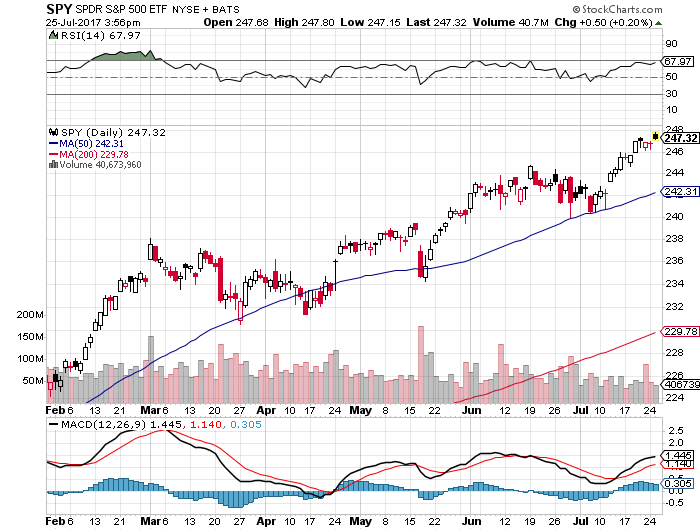 SPY SPDR S&P 500 ETF NYSE + BATS © StockCharts.com
25-Jul-2017 3:56pm Open 247.68 High 247.80 Low 247.15 Last 247.32 Volume 40.7M Chg +0.50 (+0.20%)
RSI(14) 67.97
90
67.97
50
30
10
SPY (Daily) 247.32
MA(50) 242.31
MA(200) 229.78
Volume 40,673,960
248
247.32
246
244
242.31
240
238
236
234
200M 232
150M
229.78
100M 228
50M 226
40673960
224
Feb 6 13 21 Mar 6 13 20 27 Apr 10 17 24 May 8 15 22 Jun 12 19 26 Jul 10 17 24
MACD(12,26,9) 1.445, 1.140, 0.305
2.5
2.0
1.445
1.140
0.305
0.0
-0.5
Feb 6 13 21 Mar 6 13 20 27 Apr 10 17 24 May 8 15 22 Jun 12 19 26 Jul 10 17 24